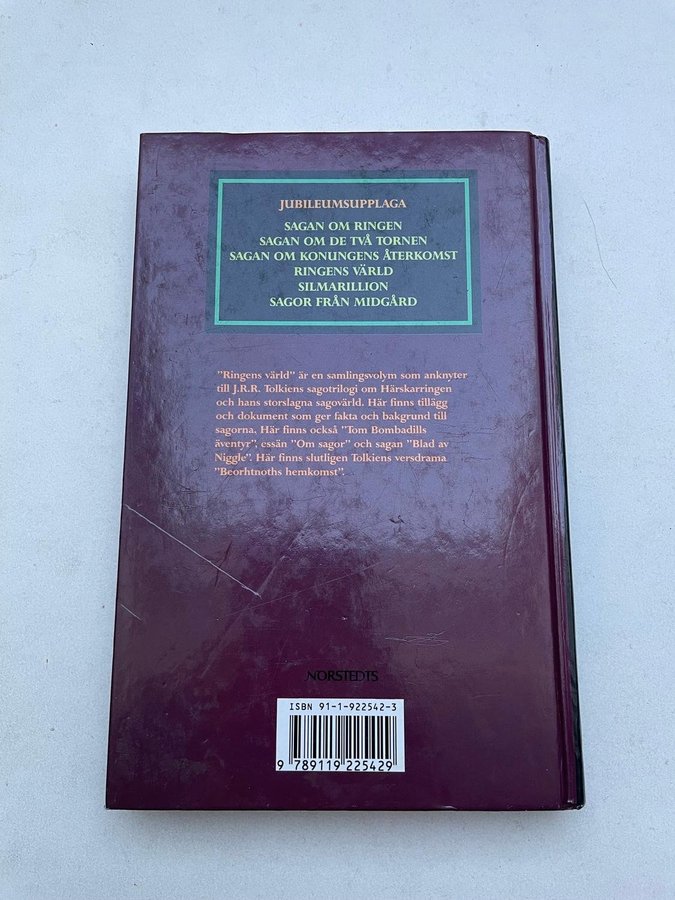 JUBILEUMSUPPLAGA
SAGAN OM RINGEN
SAGAN OM DE TVÅ TORNEN
SAGAN OM KONUNGENS ÅTERKOMST
RINGENS VÄRLD
SILMARILLION
SAGOR FRÅN MIDGÅRD
”Ringens värld” är en samlingsvolym som anknyter
till J.R.R. Tolkiens sagotrilogi om Härskarringen
och hans storslagna sagovärld. Här finns tillägg
och dokument som ger fakta och bakgrund till
sagorna. Här finns också ”Tom Bombadills
äventyr”, essän ”Om sagor” och sagan ”Blad av
Niggle”. Här finns slutligen Tolkiens versdrama
”Beorhtnoths hemkomst”.
NORSTEDTS
ISBN 91-1-922542-3
9 789119 225429